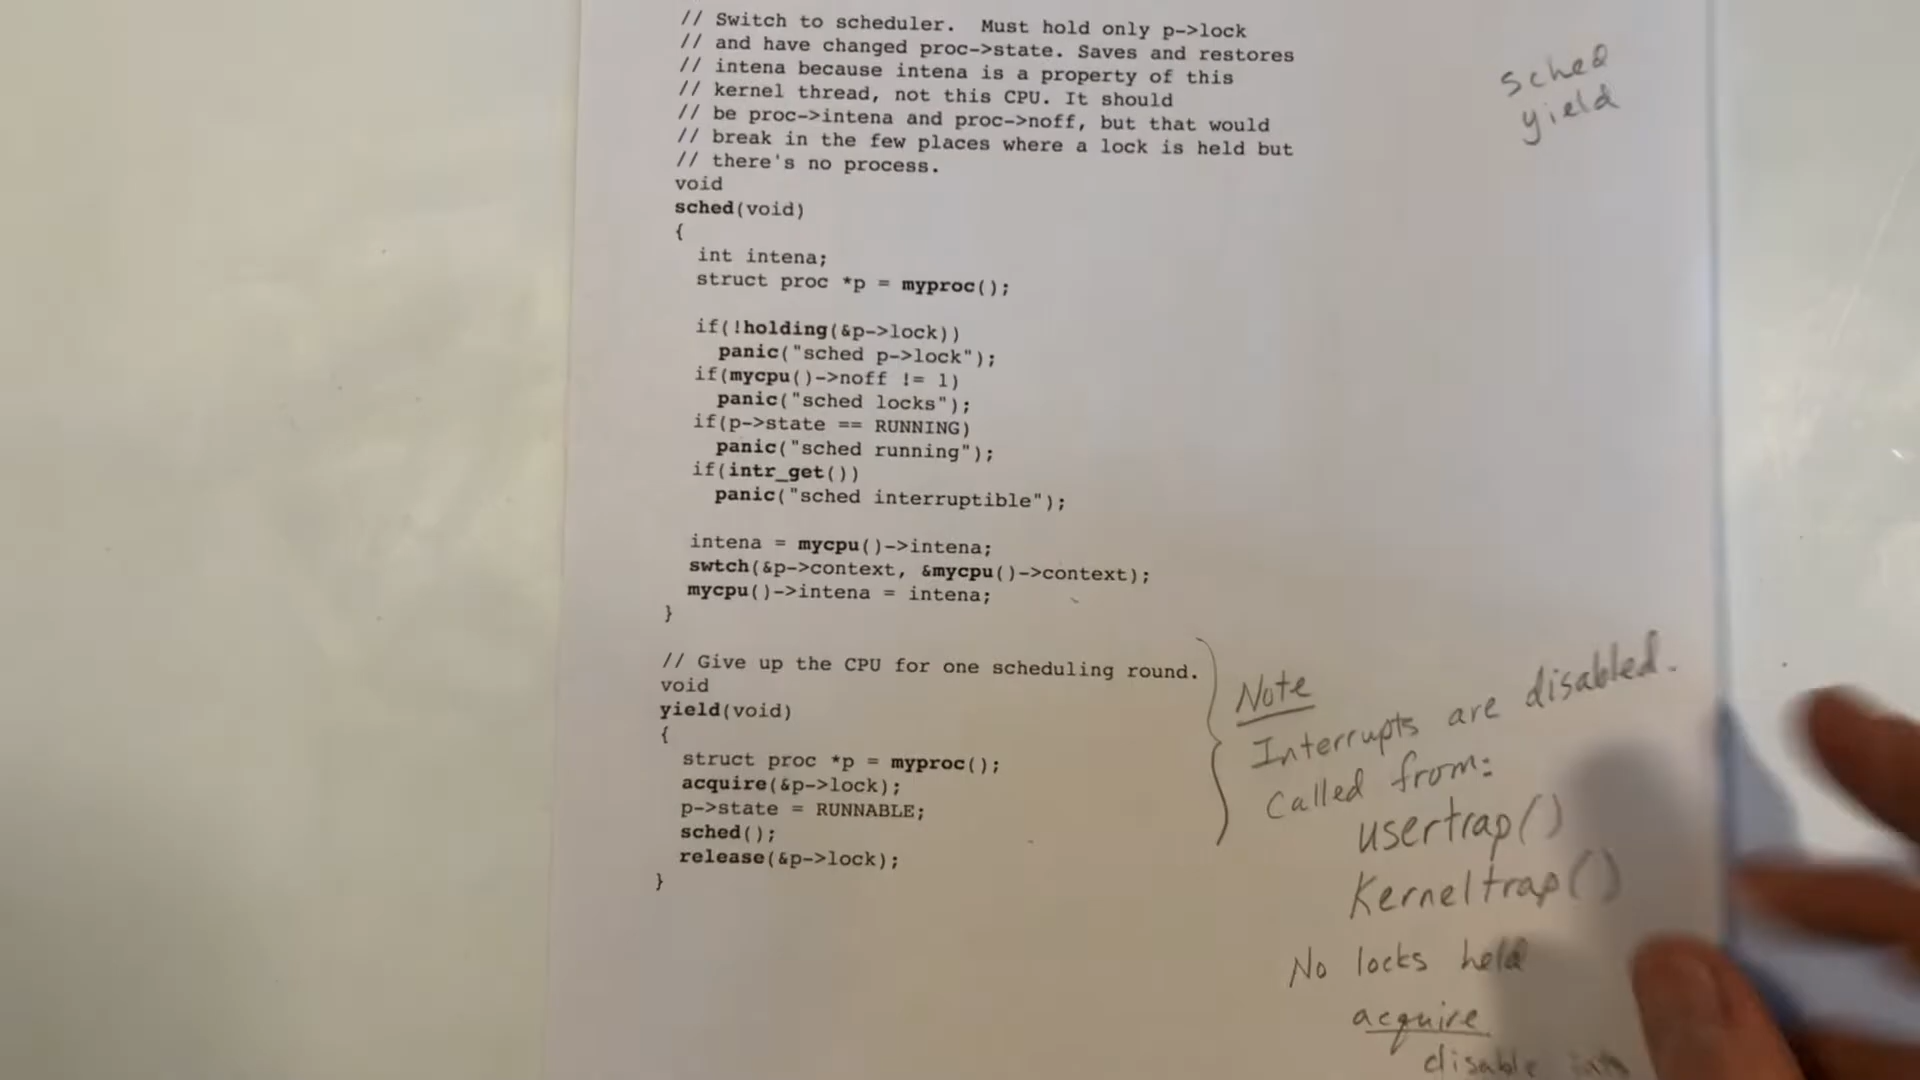 // Switch to scheduler.  Must hold only p->lock
// and have changed proc->state. Saves and restores
// intena because intena is a property of this
// kernel thread, not this CPU. It should
// be proc->intena and proc->noff, but that would
// break in the few places where a lock is held but
// there's no process.
void
sched(void)
{
  int intena;
  struct proc *p = myproc();

  if(!holding(&p->lock))
    panic("sched p->lock");
  if(mycpu()->noff != 1)
    panic("sched locks");
  if(p->state == RUNNING)
    panic("sched running");
  if(intr_get())
    panic("sched interruptible");

  intena = mycpu()->intena;
  swtch(&p->context, &mycpu()->context);
  mycpu()->intena = intena;
}

// Give up the CPU for one scheduling round.
void
yield(void)
{
  struct proc *p = myproc();
  acquire(&p->lock);
  p->state = RUNNABLE;
  sched();
  release(&p->lock);
}
sched
yield
Note
Interrupts are disabled.
Called from:
usertrap()
Kerneltrap()
No locks held
acquire
disable